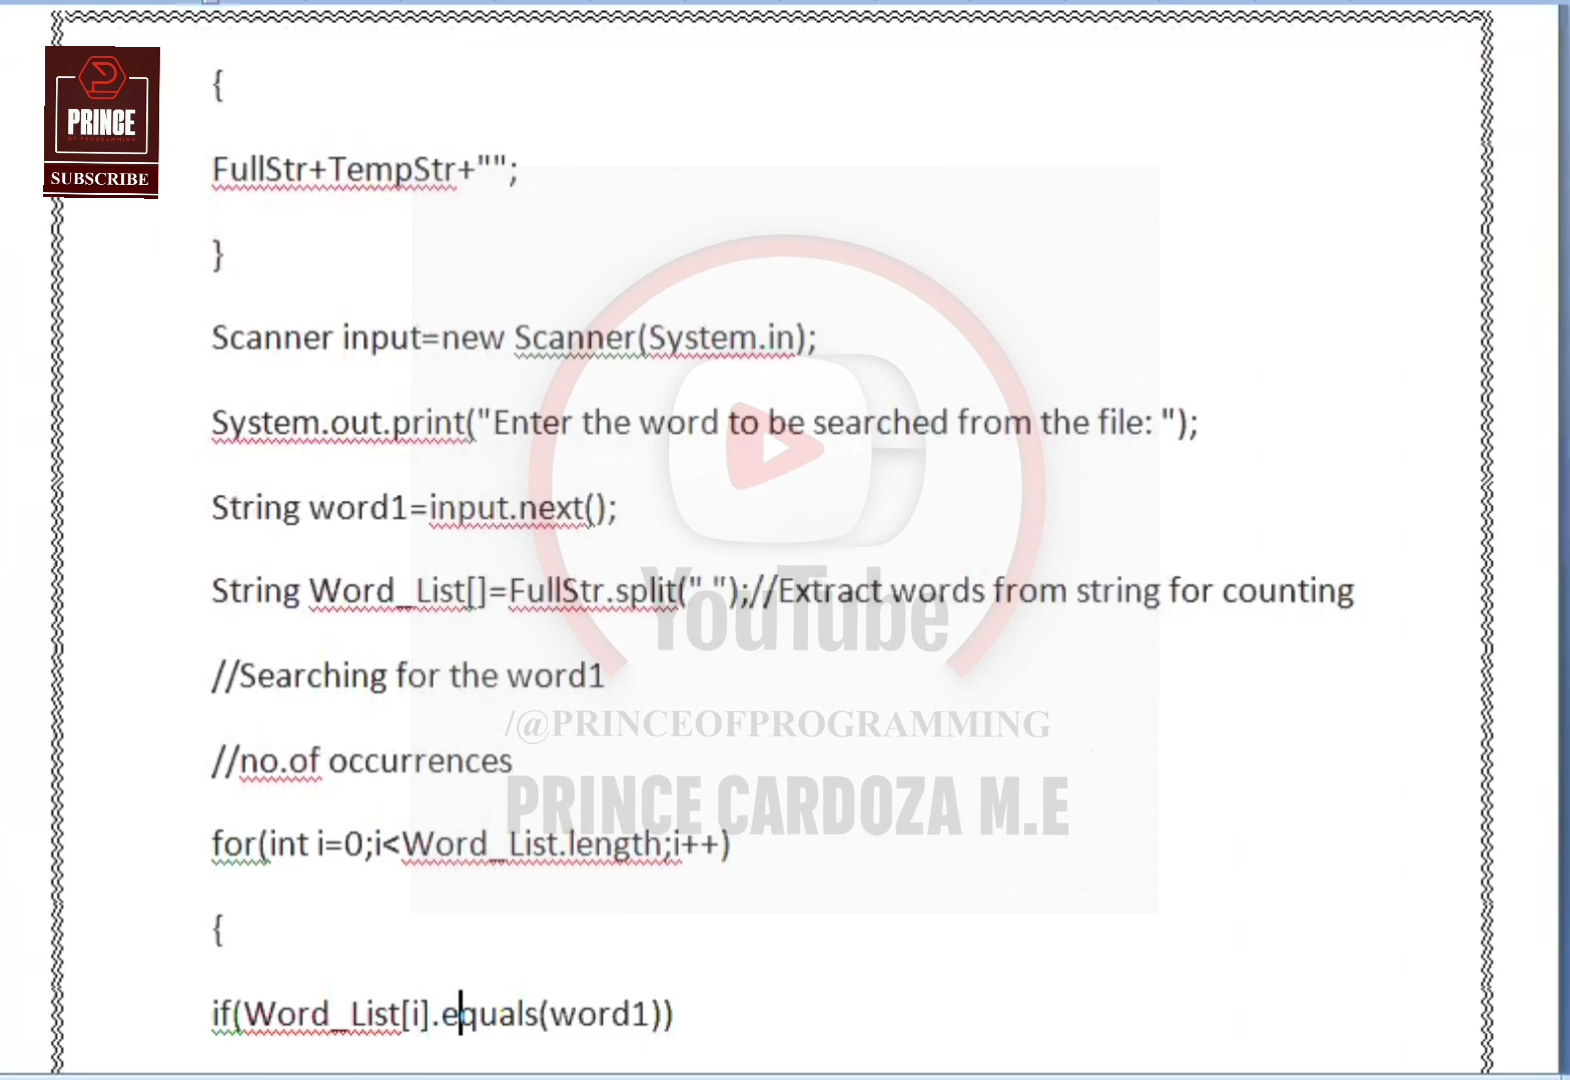 PRINCE
OF PROGRAMMING
SUBSCRIBE
{
FullStr+TempStr+"";
}
Scanner input=new Scanner(System.in);
System.out.print("Enter the word to be searched from the file: ");
String word1=input.next();
String Word_List[]=FullStr.split(" ");//Extract words from string for counting
//Searching for the word1
//no.of occurrences
for(int i=0;i<Word_List.length;i++)
{
if(Word_List[i].equals(word1))
YouTube
/@PRINCEOFPROGRAMMING
PRINCE CARDOZA M.E